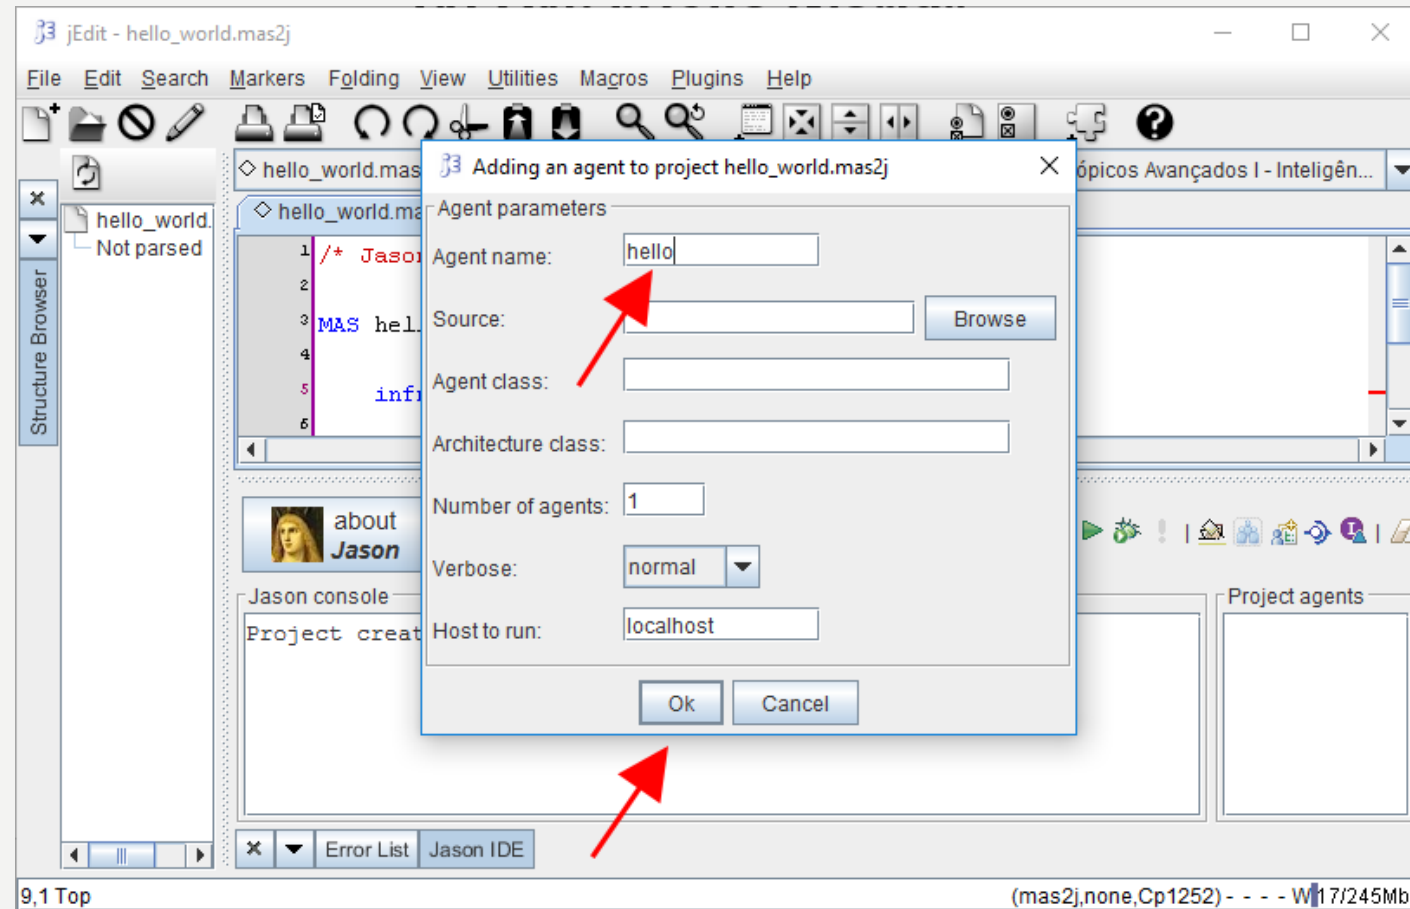 jEdit - hello_world.mas2j
File Edit Search Markers Folding View Utilities Macros Plugins Help
hello_world.mas
ópicos Avançados I - Inteligên...
hello_world.ma
hello_world.
Not parsed
Structure Browser
1 /* Jason
2
3 MAS hel
4
5 infr
6
Adding an agent to project hello_world.mas2j
Agent parameters
Agent name: hello
Source: Browse
Agent class:
Architecture class:
Number of agents: 1
Verbose: normal
Host to run: localhost
Ok Cancel
about
Jason
Jason console
Project creat
Project agents
Error List Jason IDE
9,1 Top
(mas2j,none,Cp1252) - - - - W 17/245Mb